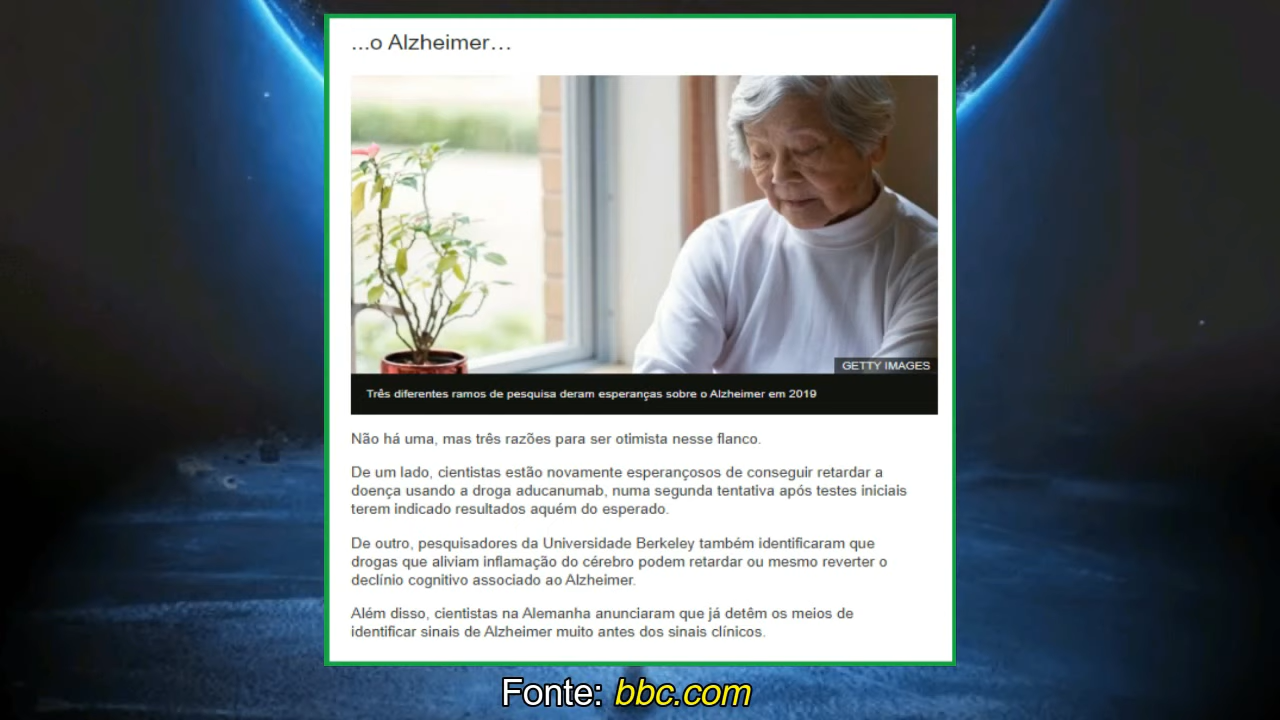 ...o Alzheimer...
GETTY IMAGES
Três diferentes ramos de pesquisa deram esperanças sobre o Alzheimer em 2019
Não há uma, mas três razões para ser otimista nesse flanco.
De um lado, cientistas estão novamente esperançosos de conseguir retardar a
doença usando a droga aducanumab, numa segunda tentativa após testes iniciais
terem indicado resultados aquém do esperado.
De outro, pesquisadores da Universidade Berkeley também identificaram que
drogas que aliviam inflamação do cérebro podem retardar ou mesmo reverter o
declínio cognitivo associado ao Alzheimer.
Além disso, cientistas na Alemanha anunciaram que já detêm os meios de
identificar sinais de Alzheimer muito antes dos sinais clínicos.
Fonte: bbc.com